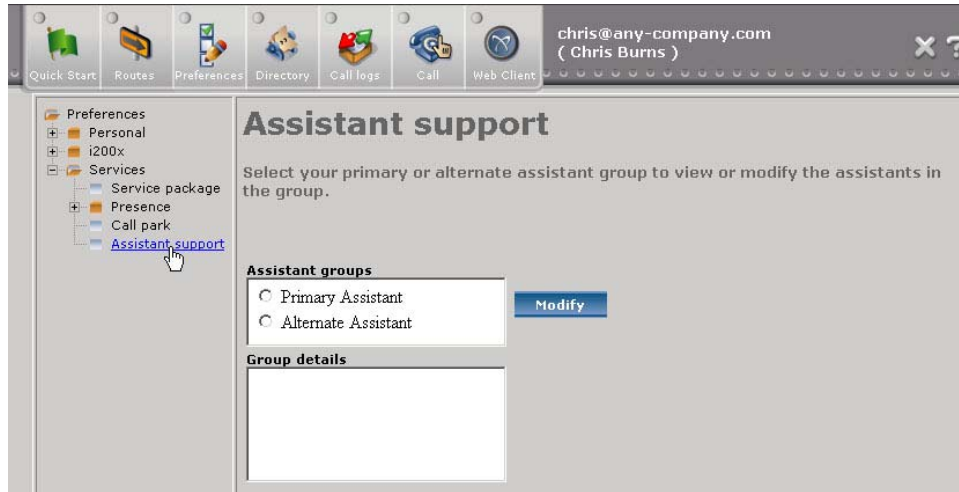 chris@any-company.com
( Chris Burns )
Quick Start Routes Preferences Directory Call logs Call Web Client
Preferences
Personal
i200x
Services
Service package
Presence
Call park
Assistant support
Assistant support
Select your primary or alternate assistant group to view or modify the assistants in
the group.
Assistant groups
Primary Assistant
Alternate Assistant
Modify
Group details